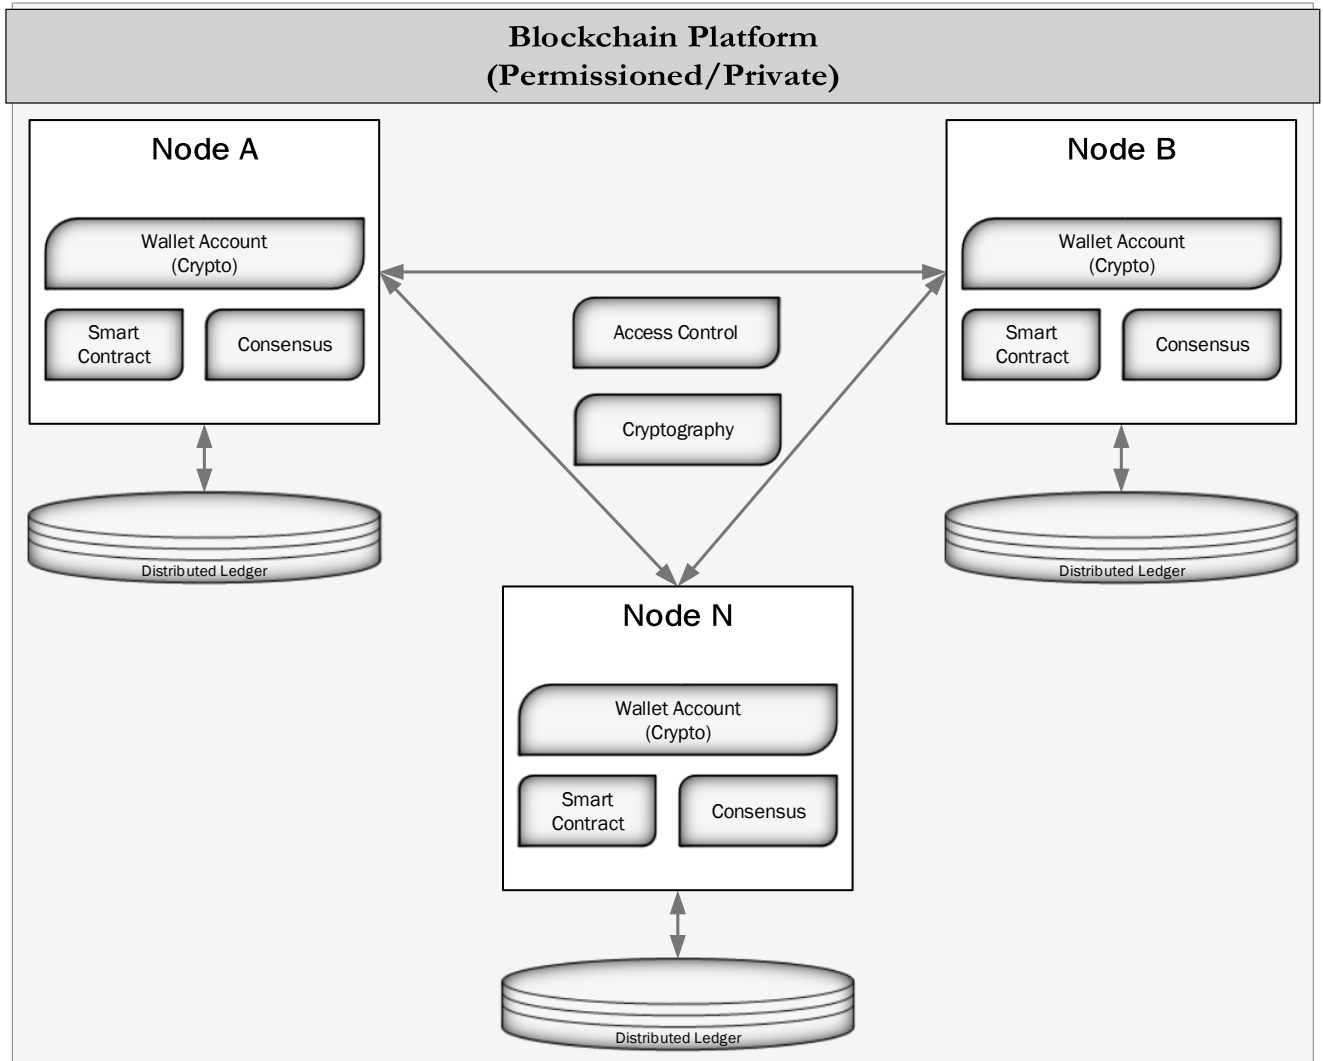 Blockchain Platform
(Permissioned/Private)
Node A
Wallet Account
(Crypto)
Smart
Contract
Consensus
Distributed Ledger
Node B
Wallet Account
(Crypto)
Smart
Contract
Consensus
Distributed Ledger
Access Control
Cryptography
Node N
Wallet Account
(Crypto)
Smart
Contract
Consensus
Distributed Ledger